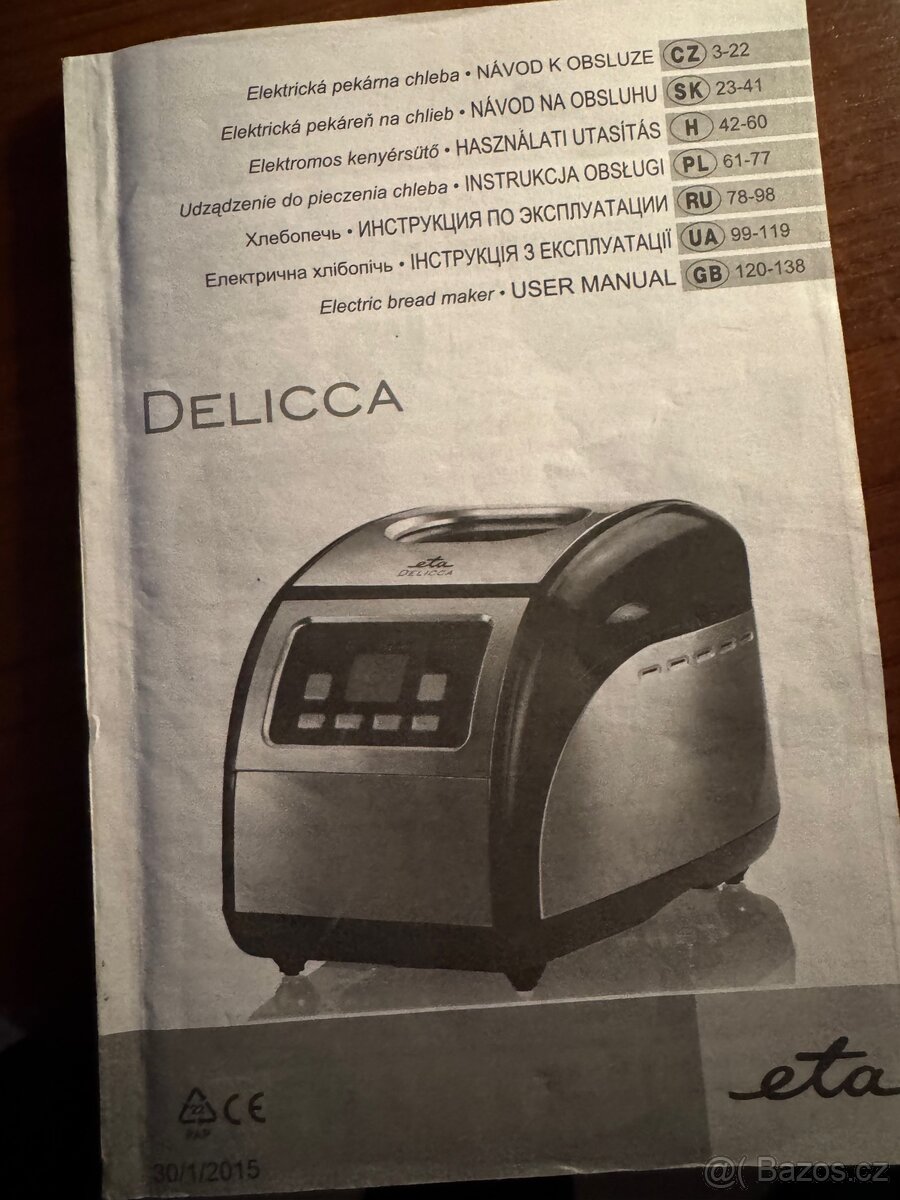 Elektrická pekárna chleba • NÁVOD K OBSLUZE CZ 3-22
Elektrická pekáreň na chlieb • NÁVOD NA OBSLUHU SK 23-41
Elektromos kenyérsütő • HASZNÁLATI UTASÍTÁS H 42-60
Udządzenie do pieczenia chleba • INSTRUKCJA OBSŁUGI PL 61-77
Хлебопечь • ИНСТРУКЦИЯ ПО ЭКСПЛУАТАЦИИ RU 78-98
Електрична хлібопічь • ІНСТРУКЦІЯ З ЕКСПЛУАТАЦІЇ UA 99-119
Electric bread maker • USER MANUAL GB 120-138
DELICCA
eta
DELICCA
eta
22 CE
PAP
30/1/2015
@( Bazos.cz